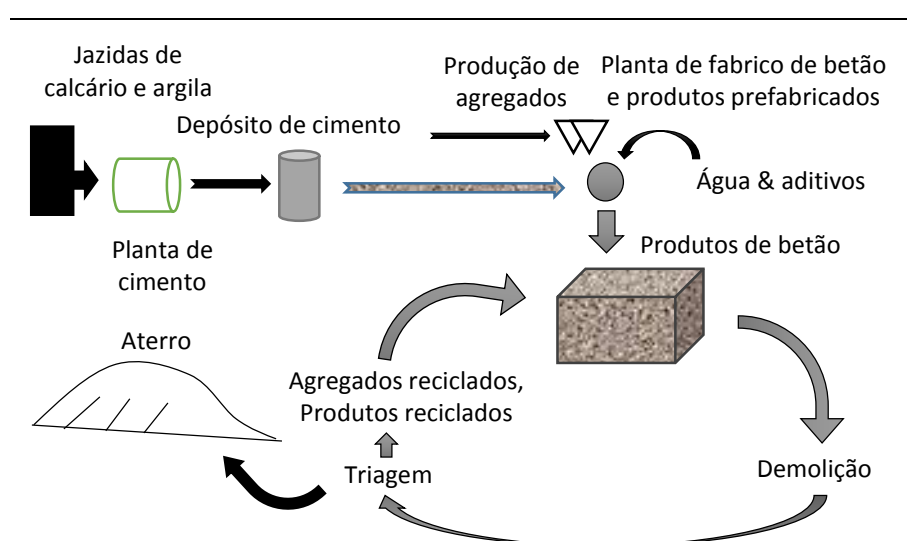 Jazidas de
calcário e argila
Produção de
agregados
Planta de fabrico de betão
e produtos prefabricados
Depósito de cimento
Água & aditivos
Planta de
cimento
Produtos de betão
Aterro
Agregados reciclados,
Produtos reciclados
Triagem
Demolição